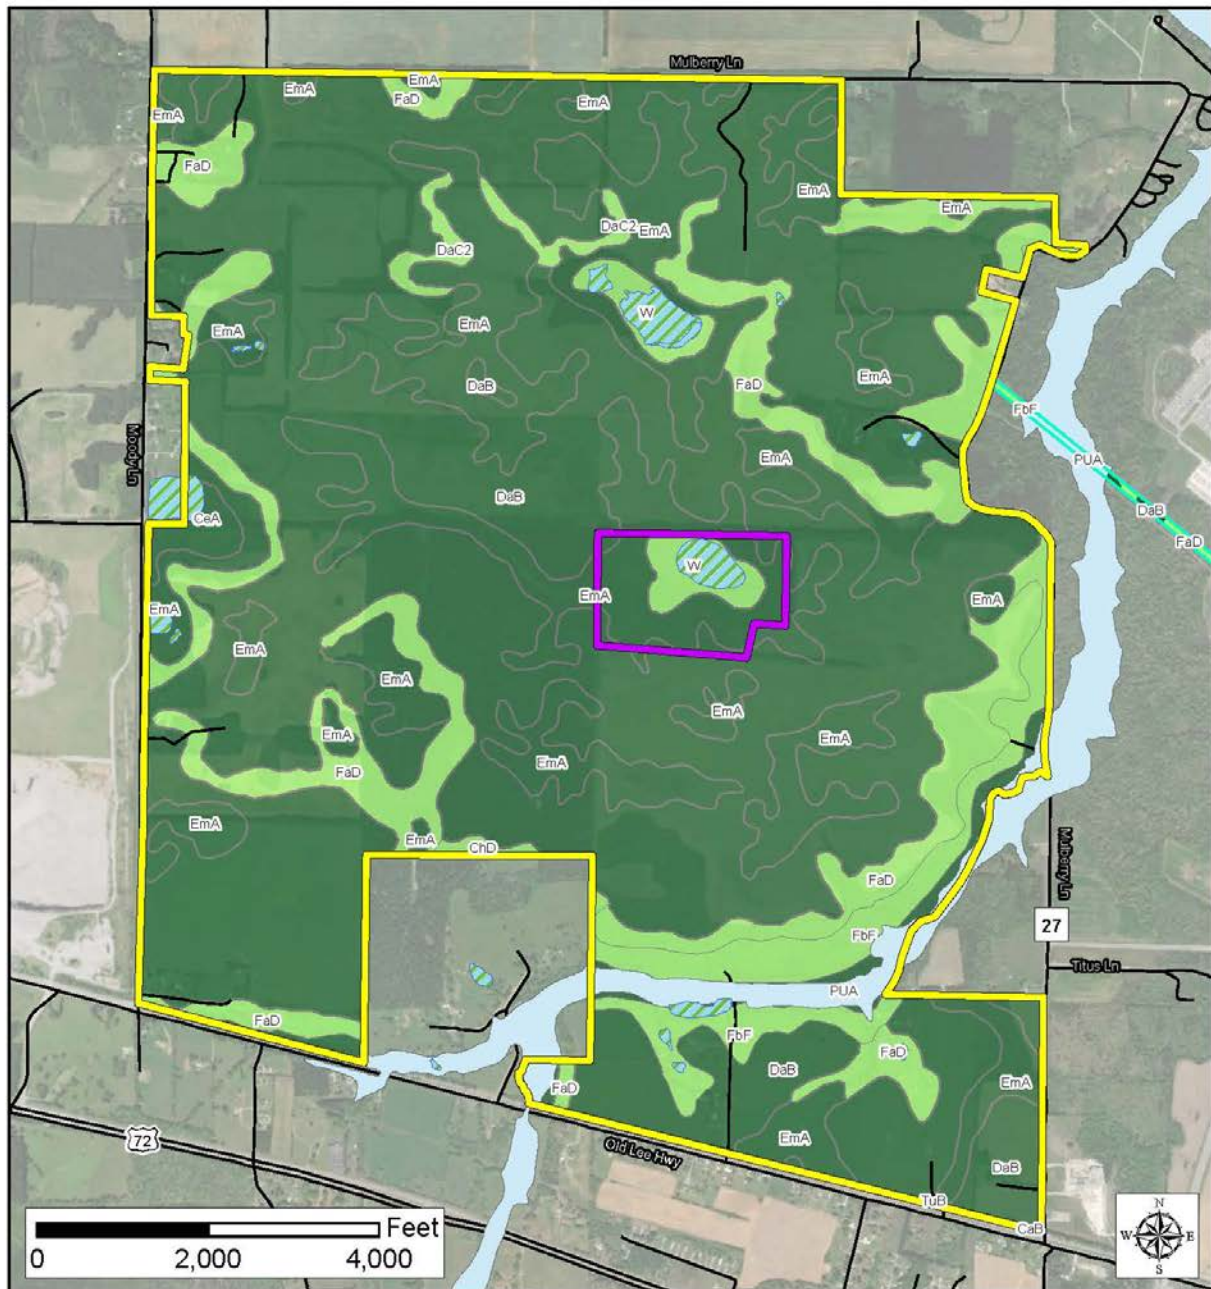 Mulberry Ln
EmA
EmA
FaD
EmA
EmA
EmA
FaD
EmA
EmA
DaC2
EmA
DaC2
W
EmA
EmA
DaB
FaD
EmA
FbF
Moody Ln
EmA
PUA
DaB
CeA
DaB
FaD
W
EmA
EmA
EmA
EmA
EmA
EmA
EmA
EmA
EmA
FaD
EmA
EmA
ChD
Mulberry Ln
FaD
27
FbF
Titus Ln
PUA
FaD
FbF
FaD
DaB
EmA
FaD
EmA
72
Old Lee Hwy
DaB
TuB
CaB
Feet
0 2,000 4,000
N
W E
S